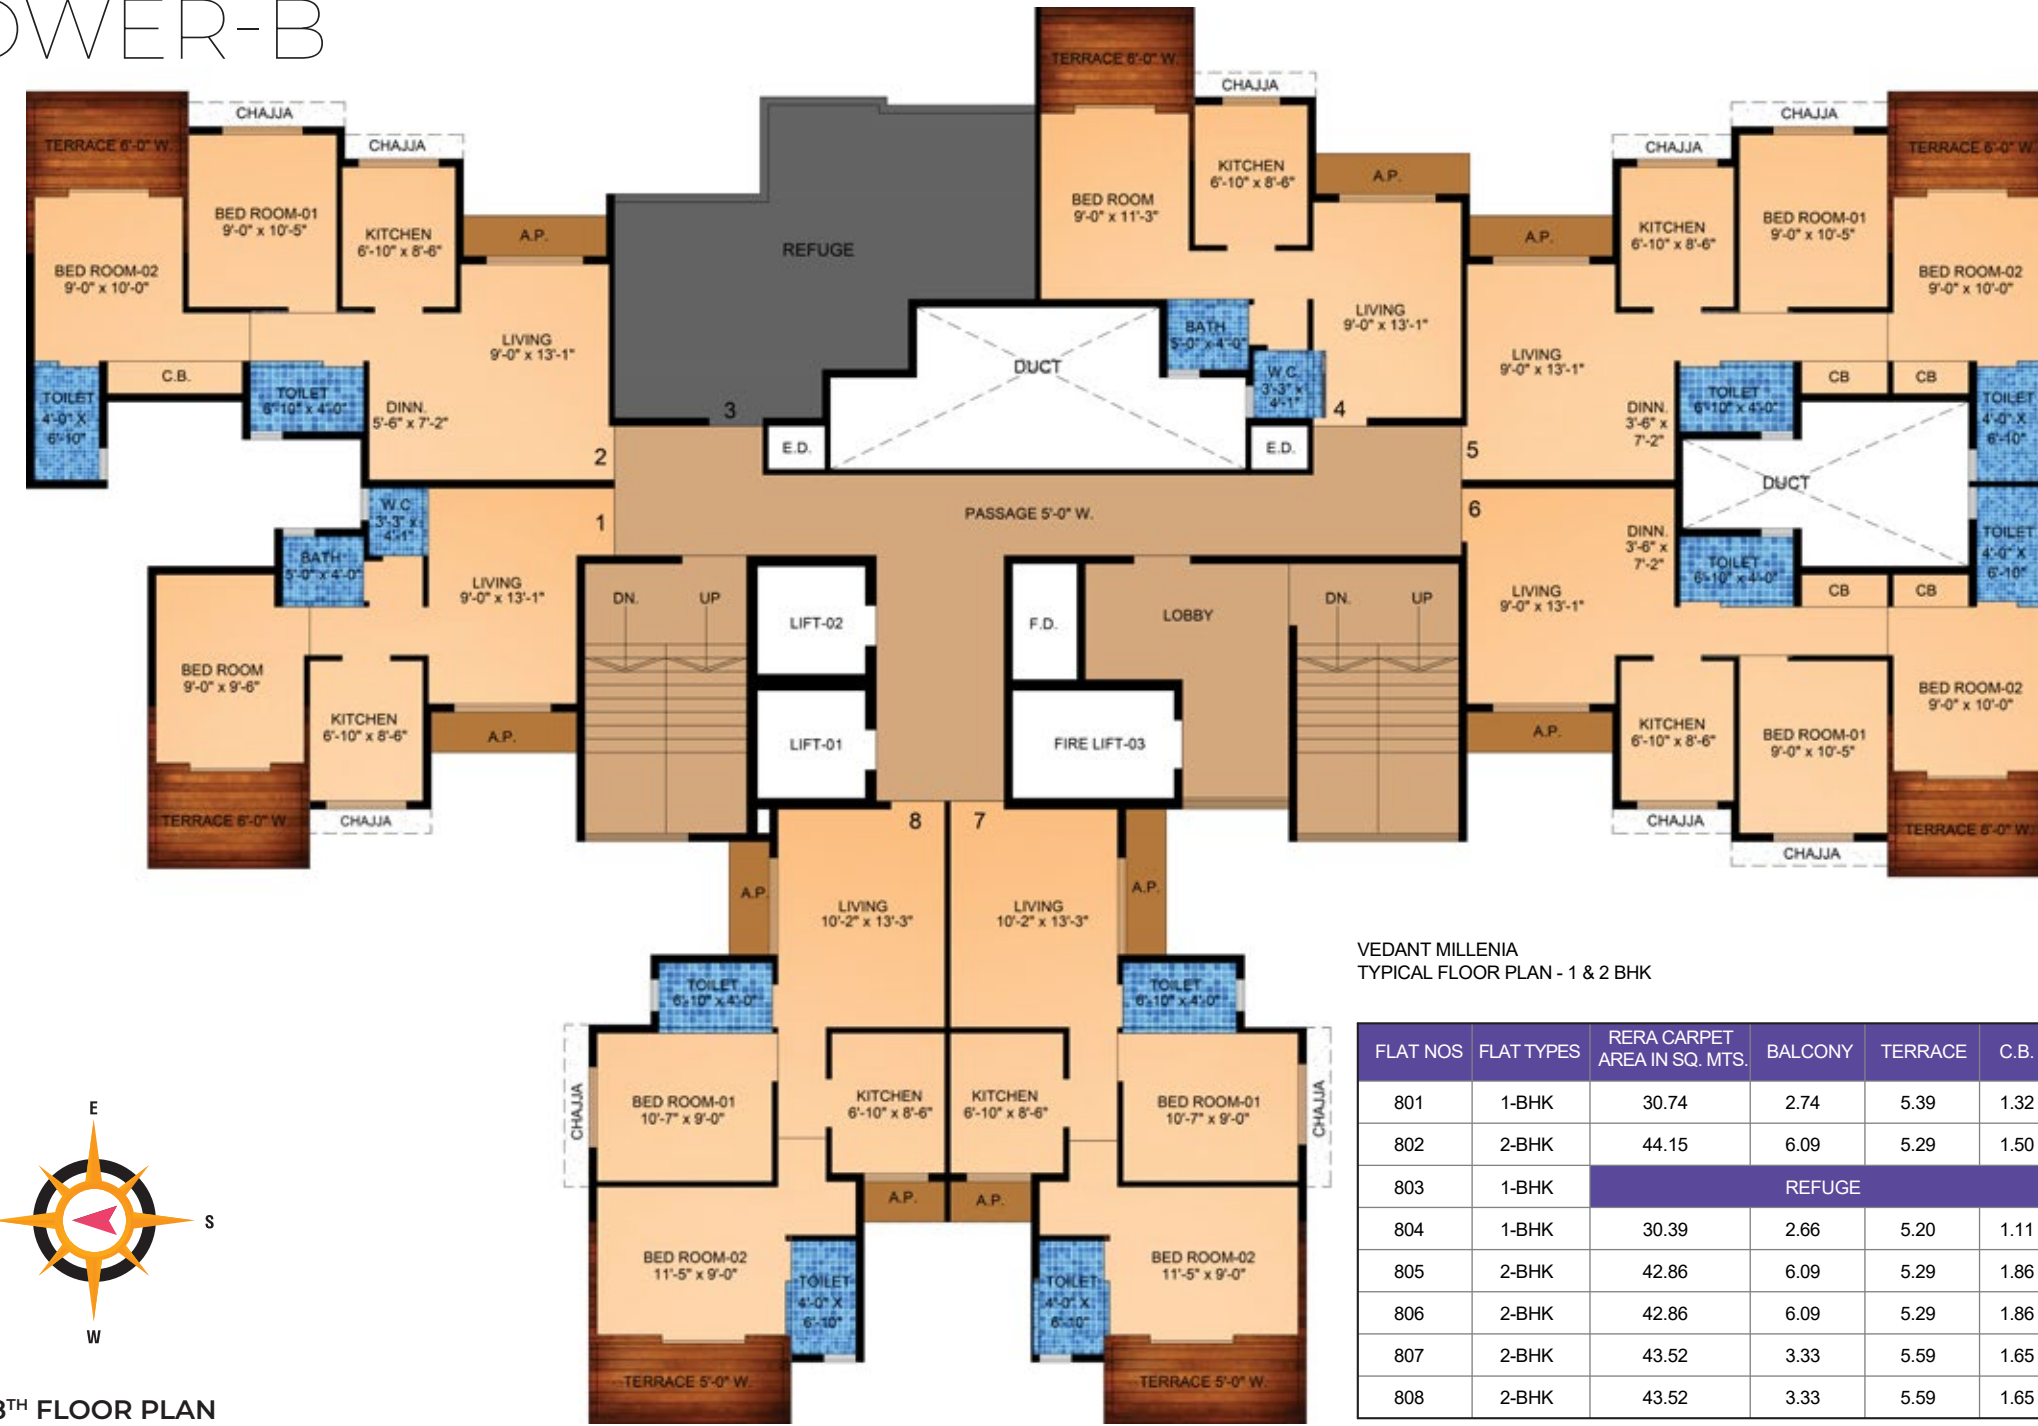 OWER-B
TERRACE 6'-0" W.
CHAJJA
CHAJJA
BED ROOM-01
9'-0" x 10'-5"
KITCHEN
6'-10" x 8'-6"
A.P.
BED ROOM-02
9'-0" x 10'-0"
LIVING
9'-0" x 13'-1"
C.B.
TOILET
4'-0" X
6'-10"
TOILET
6'-10" x 4'-0"
DINN.
5'-6" x 7'-2"
2
REFUGE
3
E.D.
DUCT
E.D.
TERRACE 6'-0" W.
CHAJJA
BED ROOM
9'-0" x 11'-3"
KITCHEN
6'-10" x 8'-6"
A.P.
LIVING
9'-0" x 13'-1"
BATH
5'-0" x 4'-0"
W.C.
3'-3" x
4'-1"
4
CHAJJA
CHAJJA
TERRACE 6'-0" W.
A.P.
KITCHEN
6'-10" x 8'-6"
BED ROOM-01
9'-0" x 10'-5"
BED ROOM-02
9'-0" x 10'-0"
LIVING
9'-0" x 13'-1"
CB
CB
TOILET
6'-10" x 4'-0"
TOILET
4'-0" X
6'-10"
DINN.
3'-6" x
7'-2"
5
DUCT
6
DINN.
3'-6" x
7'-2"
TOILET
6'-10" x 4'-0"
TOILET
4'-0" X
6'-10"
CB
CB
LIVING
9'-0" x 13'-1"
BED ROOM-02
9'-0" x 10'-0"
A.P.
KITCHEN
6'-10" x 8'-6"
BED ROOM-01
9'-0" x 10'-5"
CHAJJA
CHAJJA
TERRACE 6'-0" W.
PASSAGE 5'-0" W.
1
W.C
3'-3" x
4'-1"
BATH
5'-0" x 4'-0"
LIVING
9'-0" x 13'-1"
BED ROOM
9'-0" x 9'-6"
KITCHEN
6'-10" x 8'-6"
A.P.
TERRACE 6'-0" W.
CHAJJA
DN.
UP
LIFT-02
LIFT-01
F.D.
LOBBY
FIRE LIFT-03
DN.
UP
8
7
A.P.
A.P.
LIVING
10'-2" x 13'-3"
LIVING
10'-2" x 13'-3"
TOILET
6'-10" x 4'-0"
TOILET
6'-10" x 4'-0"
CHAJJA
BED ROOM-01
10'-7" x 9'-0"
KITCHEN
6'-10" x 8'-6"
KITCHEN
6'-10" x 8'-6"
BED ROOM-01
10'-7" x 9'-0"
CHAJJA
A.P.
A.P.
BED ROOM-02
11'-5" x 9'-0"
TOILET
4'-0" X
6'-10"
TOILET
4'-0" X
6'-10"
BED ROOM-02
11'-5" x 9'-0"
TERRACE 5'-0" W.
TERRACE 5'-0" W.
E
S
W
8TH FLOOR PLAN
VEDANT MILLENIA
TYPICAL FLOOR PLAN - 1 & 2 BHK
FLAT NOS FLAT TYPES RERA CARPET AREA IN SQ. MTS. BALCONY TERRACE C.B.
801 1-BHK 30.74 2.74 5.39 1.32
802 2-BHK 44.15 6.09 5.29 1.50
803 1-BHK REFUGE
804 1-BHK 30.39 2.66 5.20 1.11
805 2-BHK 42.86 6.09 5.29 1.86
806 2-BHK 42.86 6.09 5.29 1.86
807 2-BHK 43.52 3.33 5.59 1.65
808 2-BHK 43.52 3.33 5.59 1.65